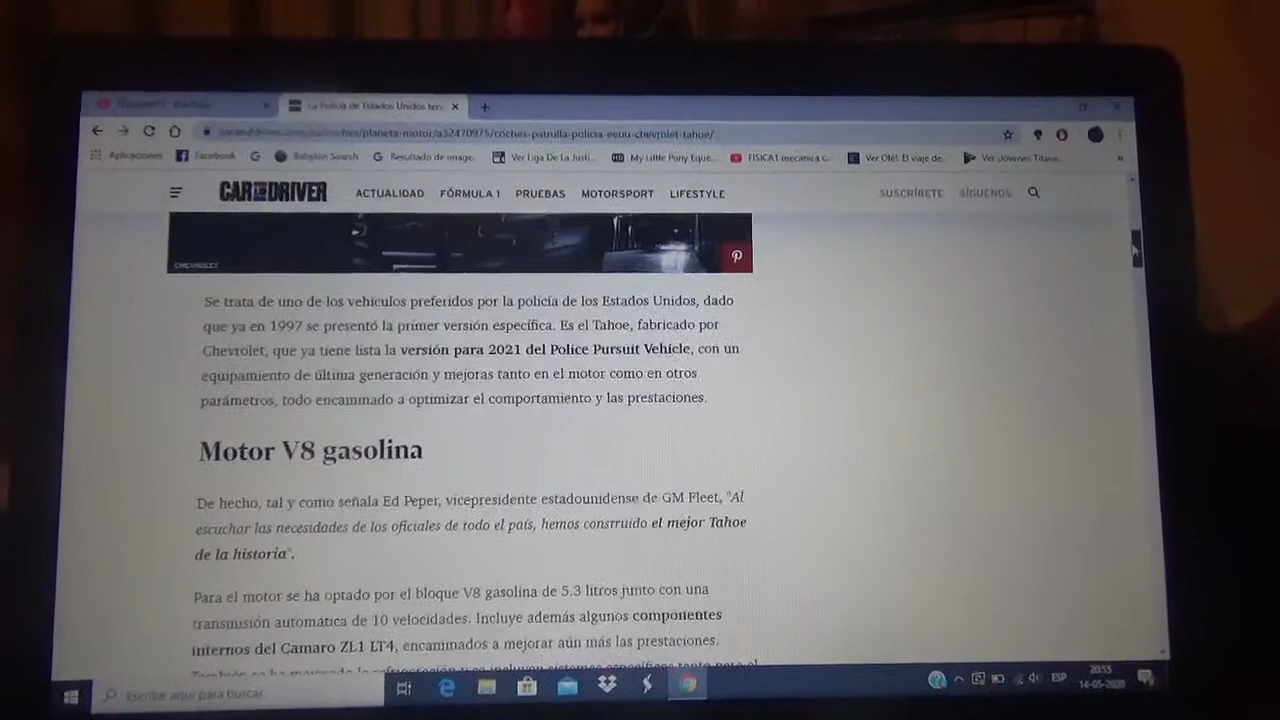 La Policía de Estados Unidos ten
/planeta-motor/a32470975/coches-patrulla-policia-eeuu-chevrolet-tahoe/
Aplicaciones Facebook Babylon Search Resultado de image... Ver Liga De La Justi... My Little Pony Eque... FISICA1 mecanica c... Ver Olé!. El viaje de... Ver Jóvenes Titane... »
CAR AND DRIVER ACTUALIDAD FÓRMULA 1 PRUEBAS MOTORSPORT LIFESTYLE SUSCRÍBETE SÍGUENOS
CHEVROLET
Se trata de uno de los vehículos preferidos por la policía de los Estados Unidos, dado
que ya en 1997 se presentó la primer versión específica. Es el Tahoe, fabricado por
Chevrolet, que ya tiene lista la versión para 2021 del Police Pursuit Vehicle, con un
equipamiento de última generación y mejoras tanto en el motor como en otros
parámetros, todo encaminado a optimizar el comportamiento y las prestaciones.
Motor V8 gasolina
De hecho, tal y como señala Ed Peper, vicepresidente estadounidense de GM Fleet, "Al
escuchar las necesidades de los oficiales de todo el país, hemos construido el mejor Tahoe
de la historia".
Para el motor se ha optado por el bloque V8 gasolina de 5.3 litros junto con una
transmisión automática de 10 velocidades. Incluye además algunos componentes
internos del Camaro ZL1 LT4, encaminados a mejorar aún más las prestaciones.
Escribe aquí para buscar
ESP
20:55
14-05-2020